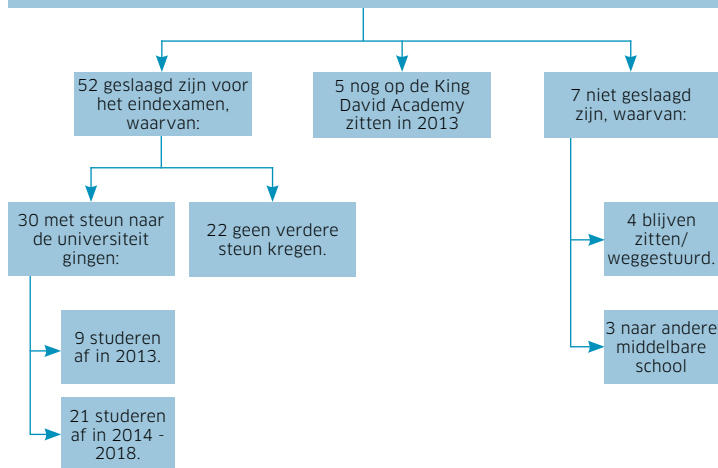 52 geslaagd zijn voor
het eindexamen,
waarvan:
5 nog op de King
David Academy
zitten in 2013
7 niet geslaagd
zijn, waarvan:
30 met steun naar
de universiteit
gingen:
22 geen verdere
steun kregen.
4 blijven
zitten/
weggestuurd.
9 studeren
af in 2013.
3 naar andere
middelbare
school
21 studeren
af in 2014 -
2018.